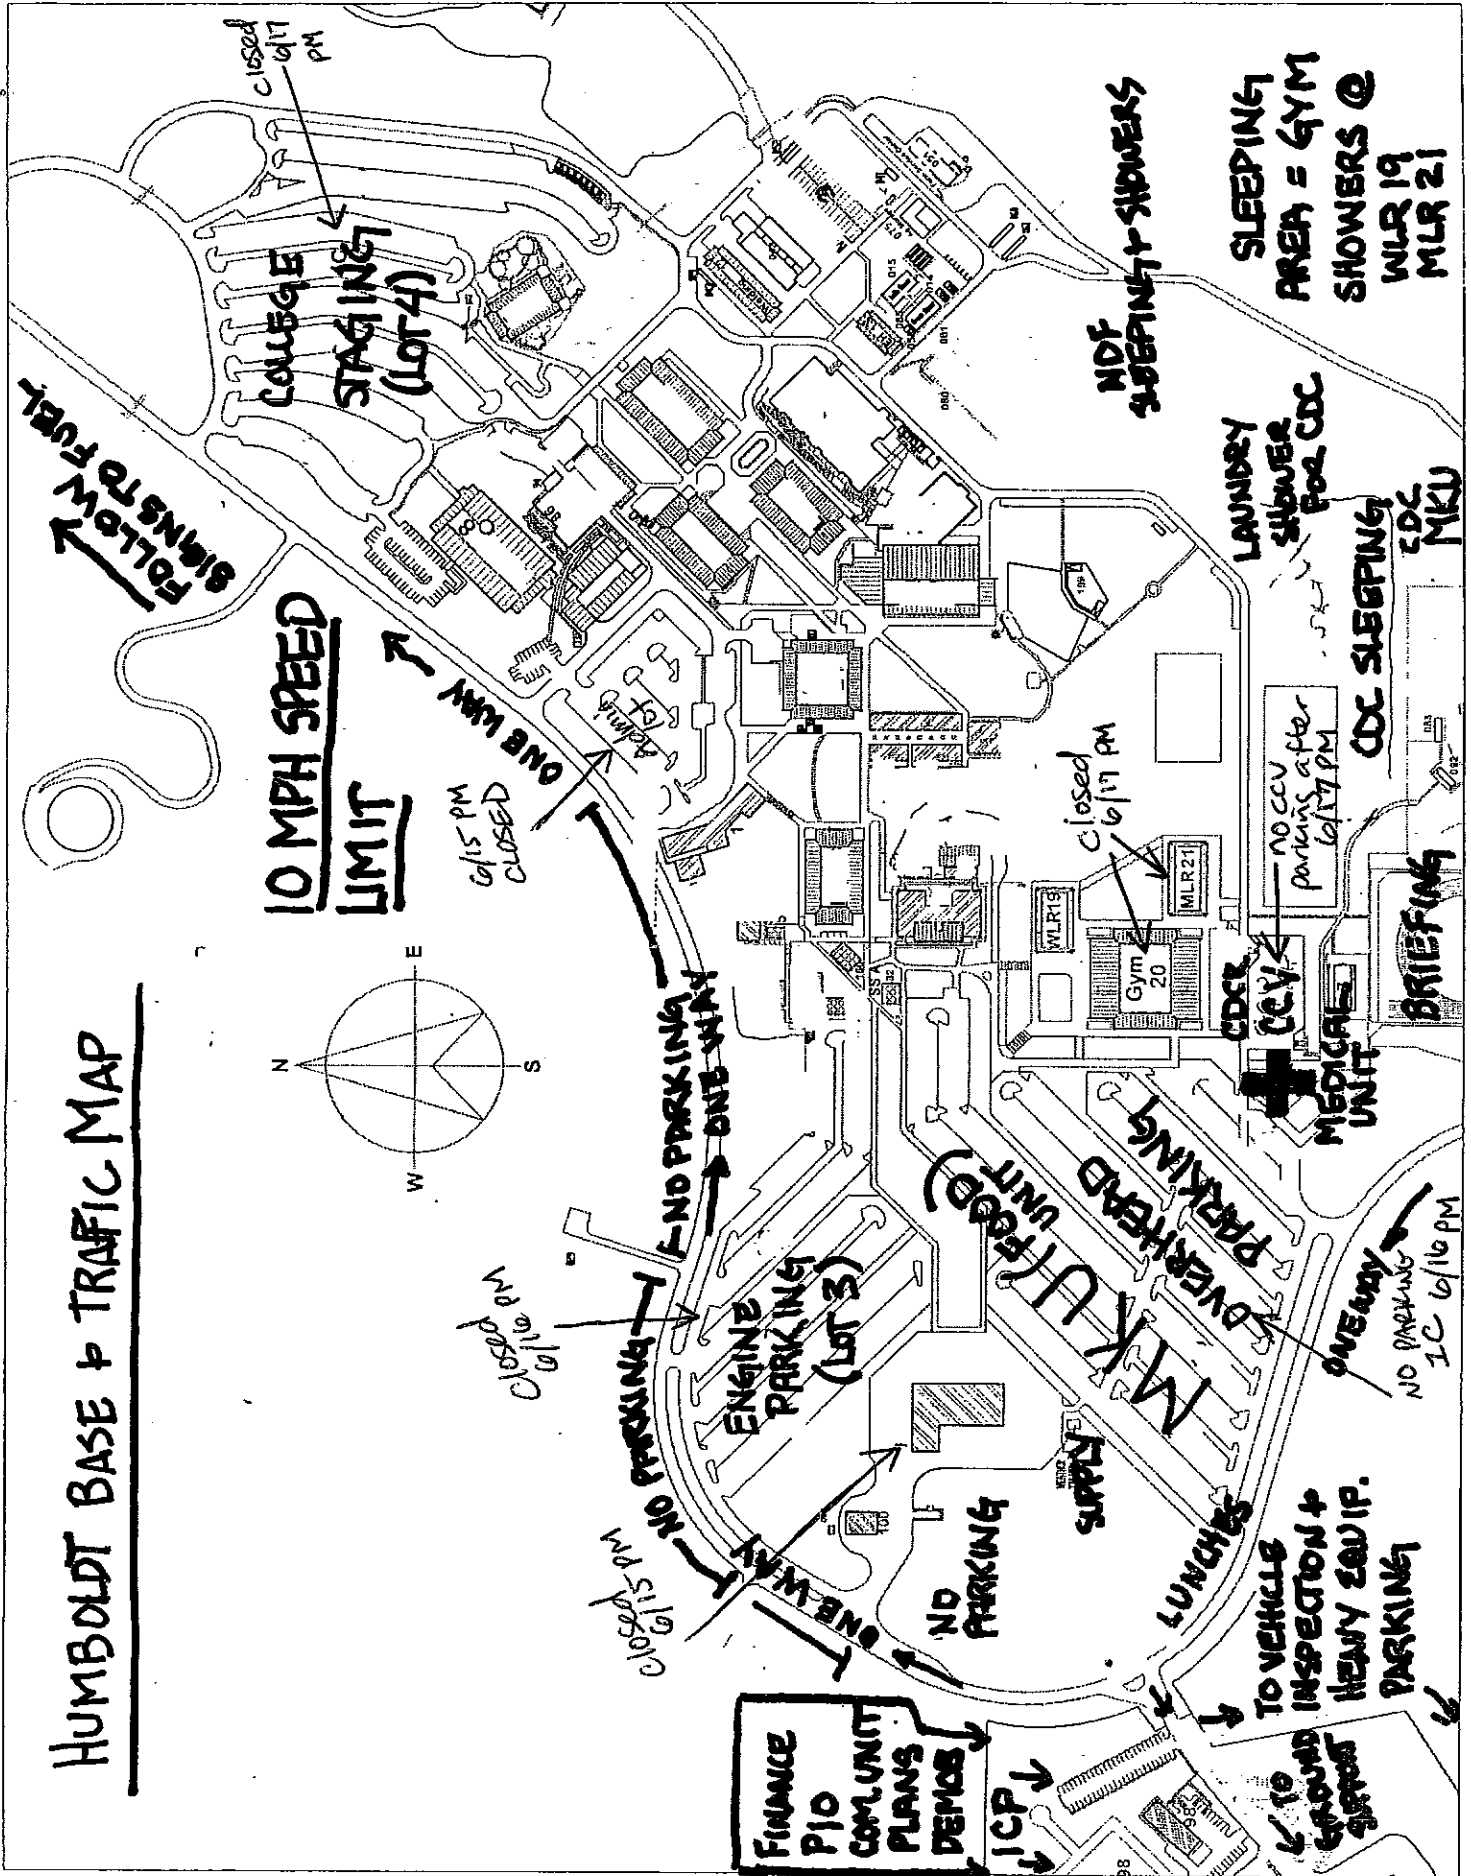 HUMBOLDT BASE & TRAFFIC MAP
N
E
S
W
10 MPH SPEED
LIMIT
FOLLOW
SIGNS TO FUEL
closed
6/17
PM
COLLEGE
STAGING
(LOT 4)
ONE WAY
6/15 PM
CLOSED
Admin
NO PARKING
ONE WAY
closed
6/16 PM
NO PARKING
ENGINE
PARKING
(LOT 3)
closed
6/15 PM
ONE WAY
NO
PARKING
100
SUPPLY
LUNCHES
MKU (FOOD)
UNIT
OVERHEAD
PARKING
ONEWAY
NO PARKING
IC 6/16 PM
WLR19
Gym
20
MLR21
closed
6/17 PM
CDCR
CCV
no CCV
parking after
6/17 PM
MEDICAL
UNIT
BRIEFING
CDC SLEEPING
CDC
MKU
LAUNDRY
SHOWER
FOR CDC
NDF
SLEEPING & SHOWERS
SLEEPING
AREA = GYM
SHOWERS @
WLR 19
MLR 21
FINANCE
PIO
COM. UNIT
PLANS
DEMOB
ICP
98
98
TO
GROUND
SUPPORT
TO VEHICLE
INSPECTION &
HEAVY EQUIP.
PARKING